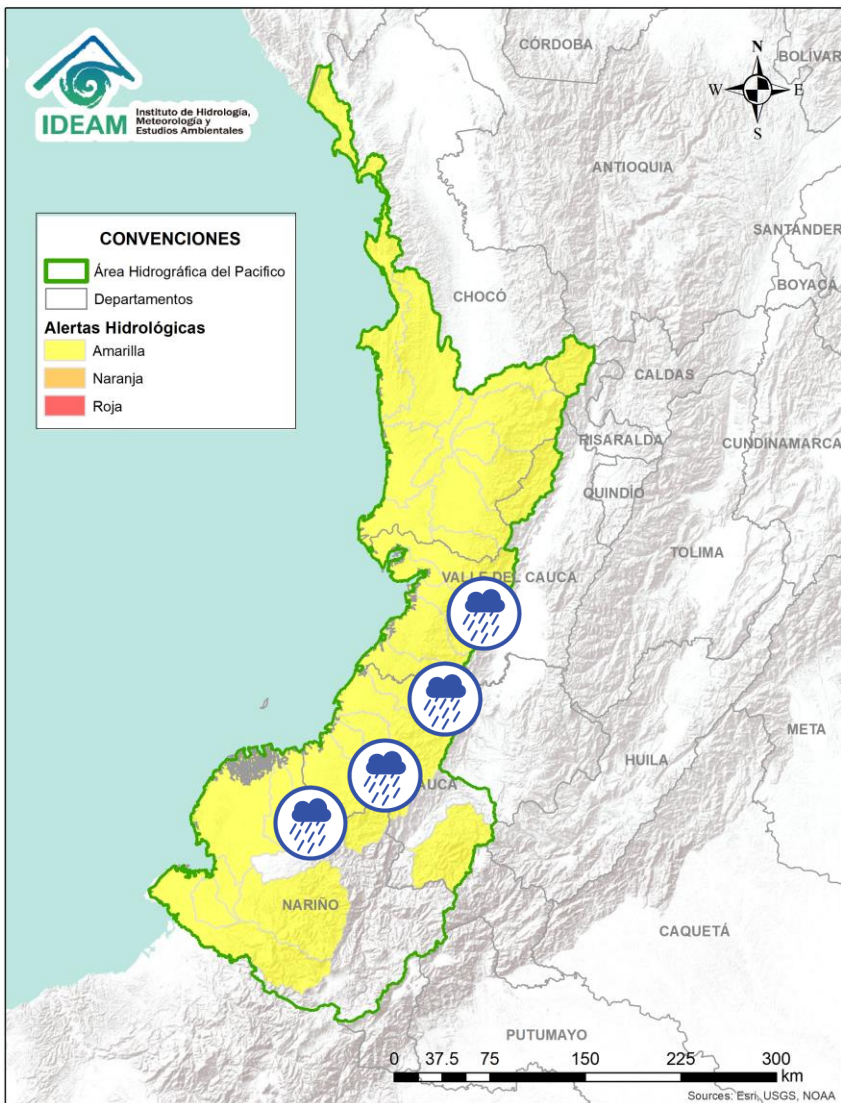 IDEAM
Instituto de Hidrología,
Meteorología y
Estudios Ambientales
CÓRDOBA
BOLÍVAR
N
W
E
S
ANTIOQUIA
SANTANDER
BOYACÁ
CONVENCIONES
Área Hidrográfica del Pacifico
Departamentos
Alertas Hidrológicas
Amarilla
Naranja
Roja
CHOCÓ
CALDAS
RISARALDA
CUNDINAMARCA
QUINDÍO
TOLIMA
VALLE DEL CAUCA
META
HUILA
AUCA
NARIÑO
CAQUETÁ
PUTUMAYO
0 37.5 75 150 225 300
km
Sources: Esri, USGS, NOAA